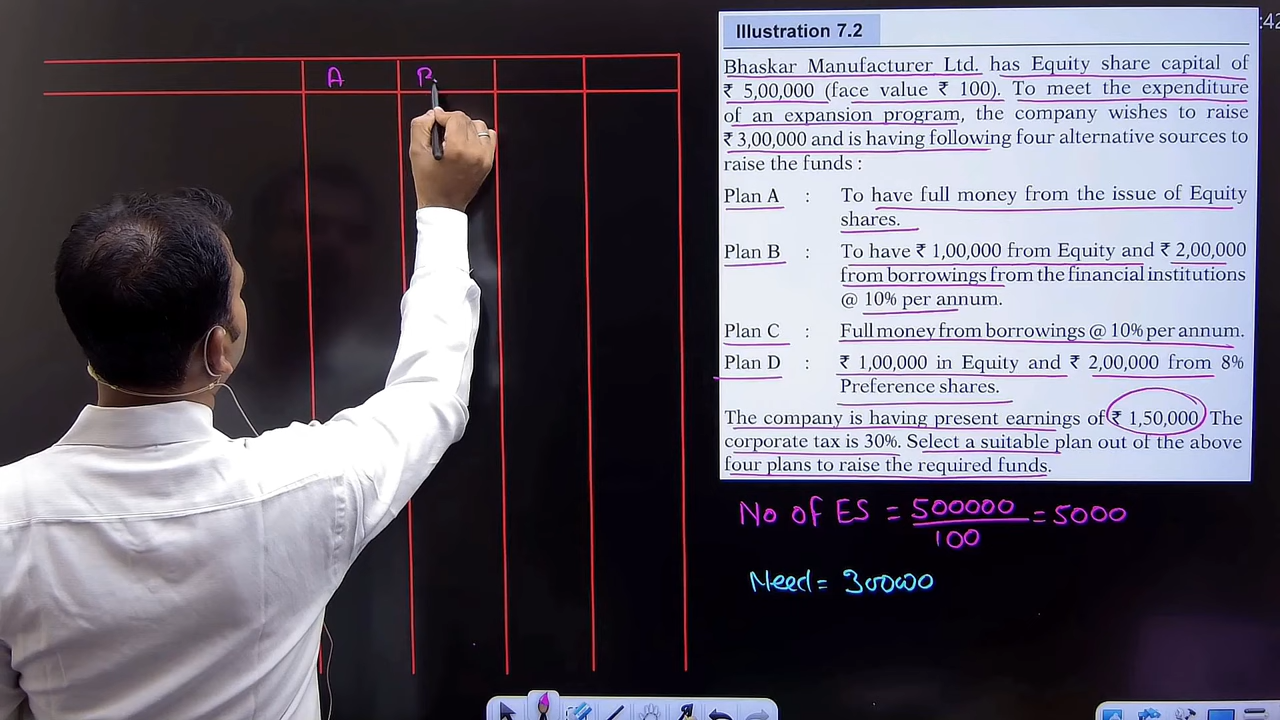 :42
A B
Illustration 7.2
Bhaskar Manufacturer Ltd. has Equity share capital of
₹ 5,00,000 (face value ₹ 100). To meet the expenditure
of an expansion program, the company wishes to raise
₹ 3,00,000 and is having following four alternative sources to
raise the funds :
Plan A : To have full money from the issue of Equity
shares.
Plan B : To have ₹ 1,00,000 from Equity and ₹ 2,00,000
from borrowings from the financial institutions
@ 10% per annum.
Plan C : Full money from borrowings @ 10% per annum.
Plan D : ₹ 1,00,000 in Equity and ₹ 2,00,000 from 8%
Preference shares.
The company is having present earnings of ₹ 1,50,000 The
corporate tax is 30%. Select a suitable plan out of the above
four plans to raise the required funds.
No of ES = 500000 = 5000
100
Need = 300000